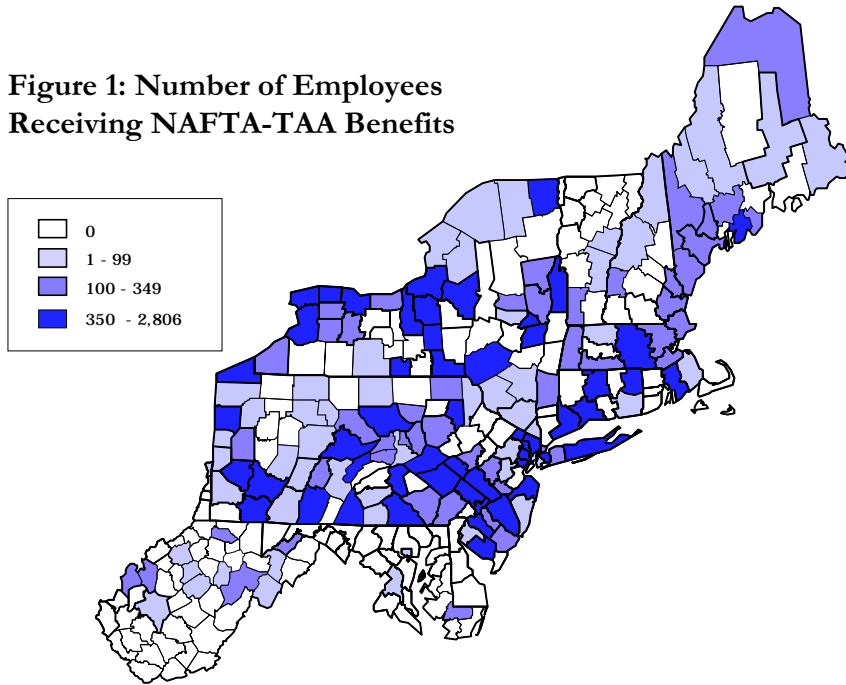 Figure 1: Number of Employees
Receiving NAFTA-TAA Benefits
0
1 - 99
100 - 349
350 - 2,806